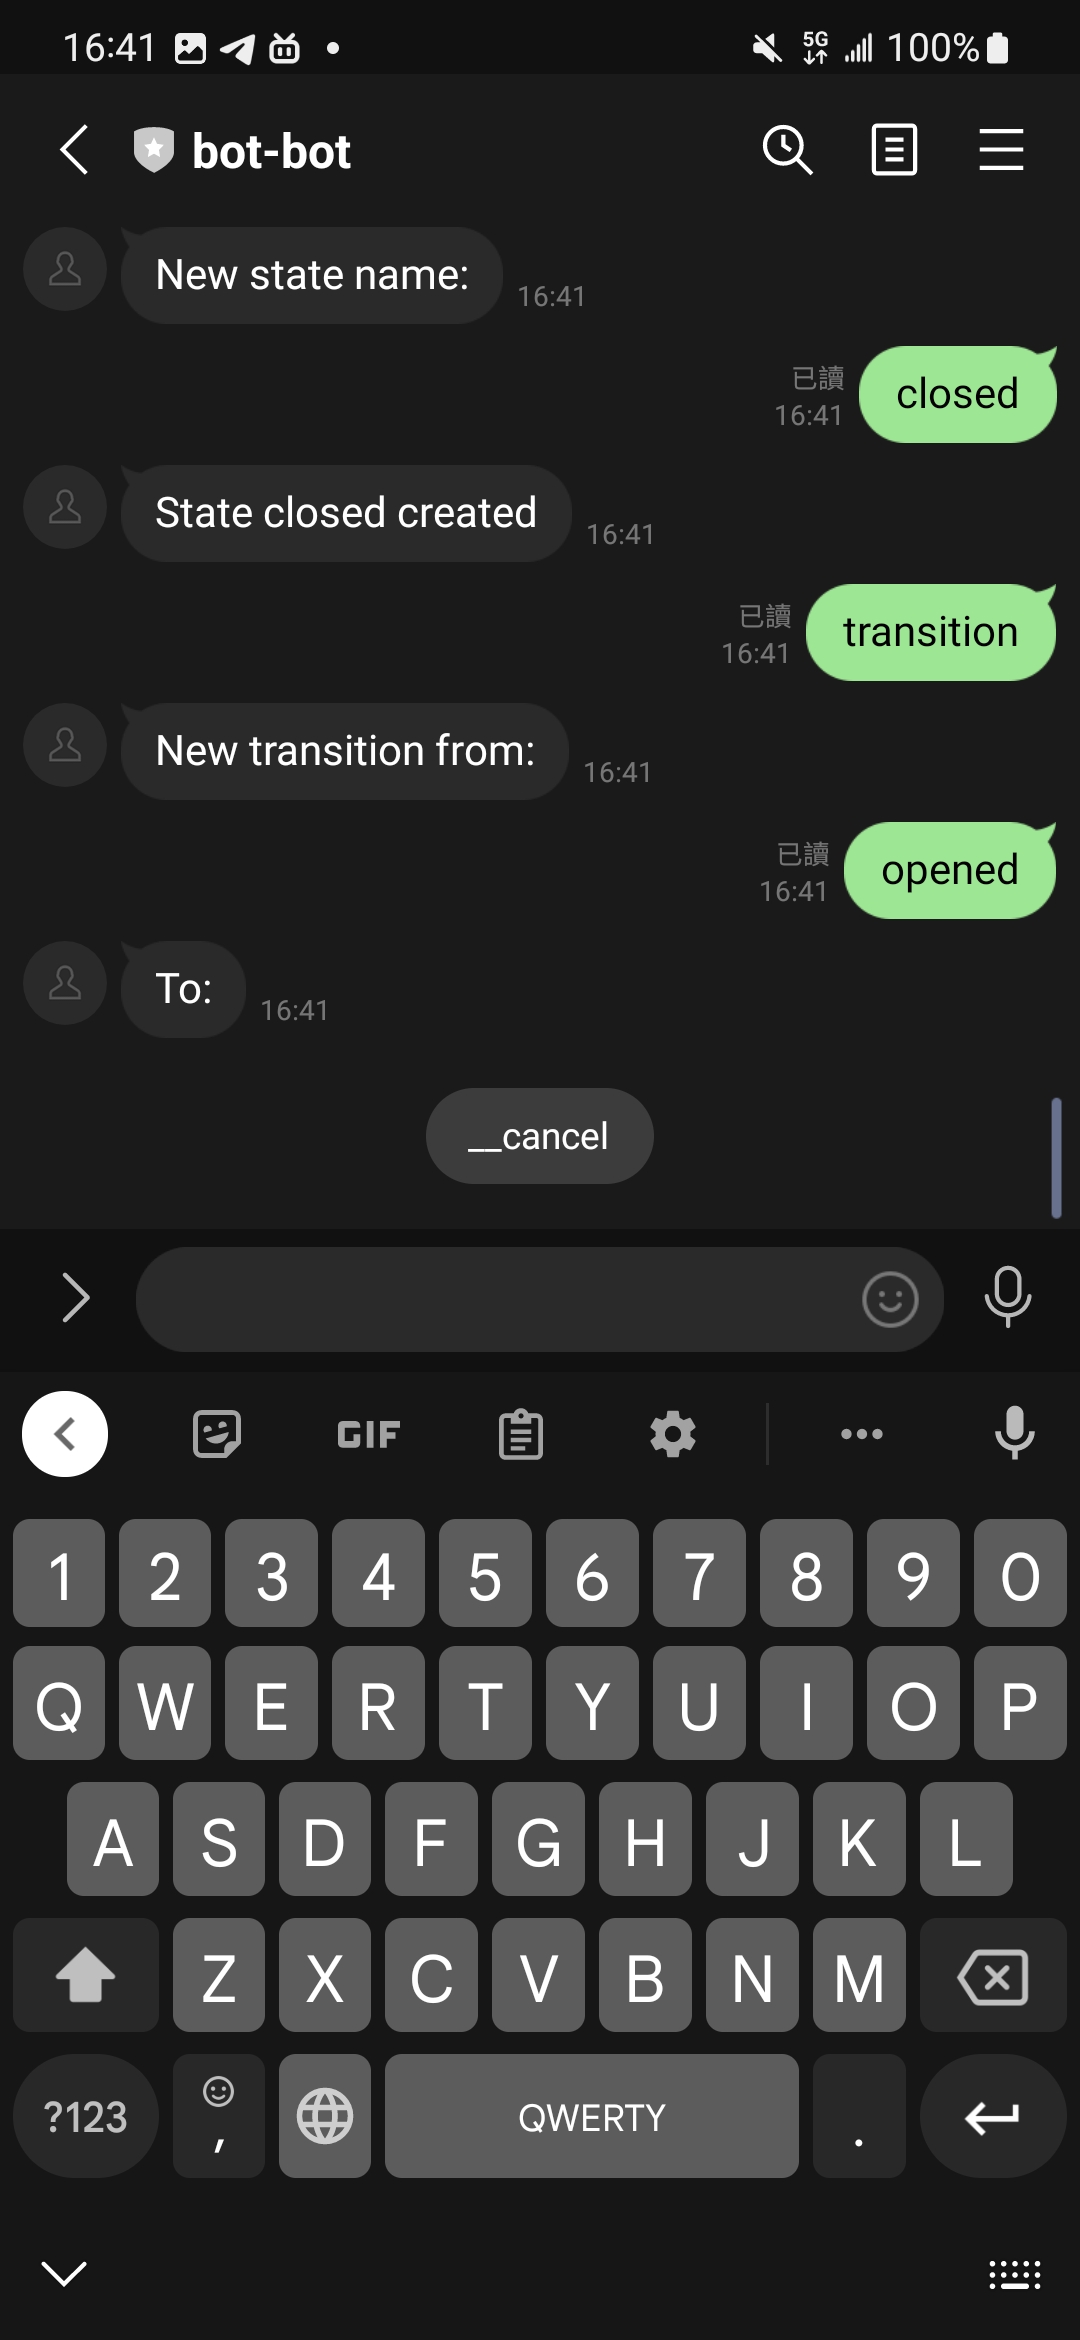 16:41
5G
100%
bot-bot
New state name:
16:41
已讀
16:41
closed
State closed created
16:41
已讀
16:41
transition
New transition from:
16:41
已讀
16:41
opened
To:
16:41
__cancel
GIF
1 2 3 4 5 6 7 8 9 0
Q W E R T Y U I O P
A S D F G H J K L
Z X C V B N M
?123 , QWERTY .